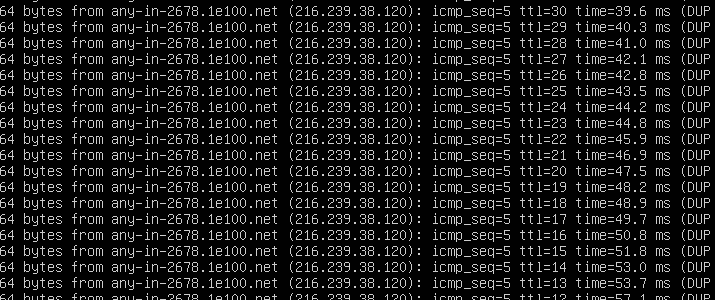 64 bytes from any-in-2678.1e100.net (216.239.38.120): icmp_seq=5 ttl=30 time=39.6 ms (DUP
64 bytes from any-in-2678.1e100.net (216.239.38.120): icmp_seq=5 ttl=29 time=40.3 ms (DUP
64 bytes from any-in-2678.1e100.net (216.239.38.120): icmp_seq=5 ttl=28 time=41.0 ms (DUP
64 bytes from any-in-2678.1e100.net (216.239.38.120): icmp_seq=5 ttl=27 time=42.1 ms (DUP
64 bytes from any-in-2678.1e100.net (216.239.38.120): icmp_seq=5 ttl=26 time=42.8 ms (DUP
64 bytes from any-in-2678.1e100.net (216.239.38.120): icmp_seq=5 ttl=25 time=43.5 ms (DUP
64 bytes from any-in-2678.1e100.net (216.239.38.120): icmp_seq=5 ttl=24 time=44.2 ms (DUP
64 bytes from any-in-2678.1e100.net (216.239.38.120): icmp_seq=5 ttl=23 time=44.8 ms (DUP
64 bytes from any-in-2678.1e100.net (216.239.38.120): icmp_seq=5 ttl=22 time=45.9 ms (DUP
64 bytes from any-in-2678.1e100.net (216.239.38.120): icmp_seq=5 ttl=21 time=46.9 ms (DUP
64 bytes from any-in-2678.1e100.net (216.239.38.120): icmp_seq=5 ttl=20 time=47.5 ms (DUP
64 bytes from any-in-2678.1e100.net (216.239.38.120): icmp_seq=5 ttl=19 time=48.2 ms (DUP
64 bytes from any-in-2678.1e100.net (216.239.38.120): icmp_seq=5 ttl=18 time=48.9 ms (DUP
64 bytes from any-in-2678.1e100.net (216.239.38.120): icmp_seq=5 ttl=17 time=49.7 ms (DUP
64 bytes from any-in-2678.1e100.net (216.239.38.120): icmp_seq=5 ttl=16 time=50.8 ms (DUP
64 bytes from any-in-2678.1e100.net (216.239.38.120): icmp_seq=5 ttl=15 time=51.8 ms (DUP
64 bytes from any-in-2678.1e100.net (216.239.38.120): icmp_seq=5 ttl=14 time=53.0 ms (DUP
64 bytes from any-in-2678.1e100.net (216.239.38.120): icmp_seq=5 ttl=13 time=53.7 ms (DUP